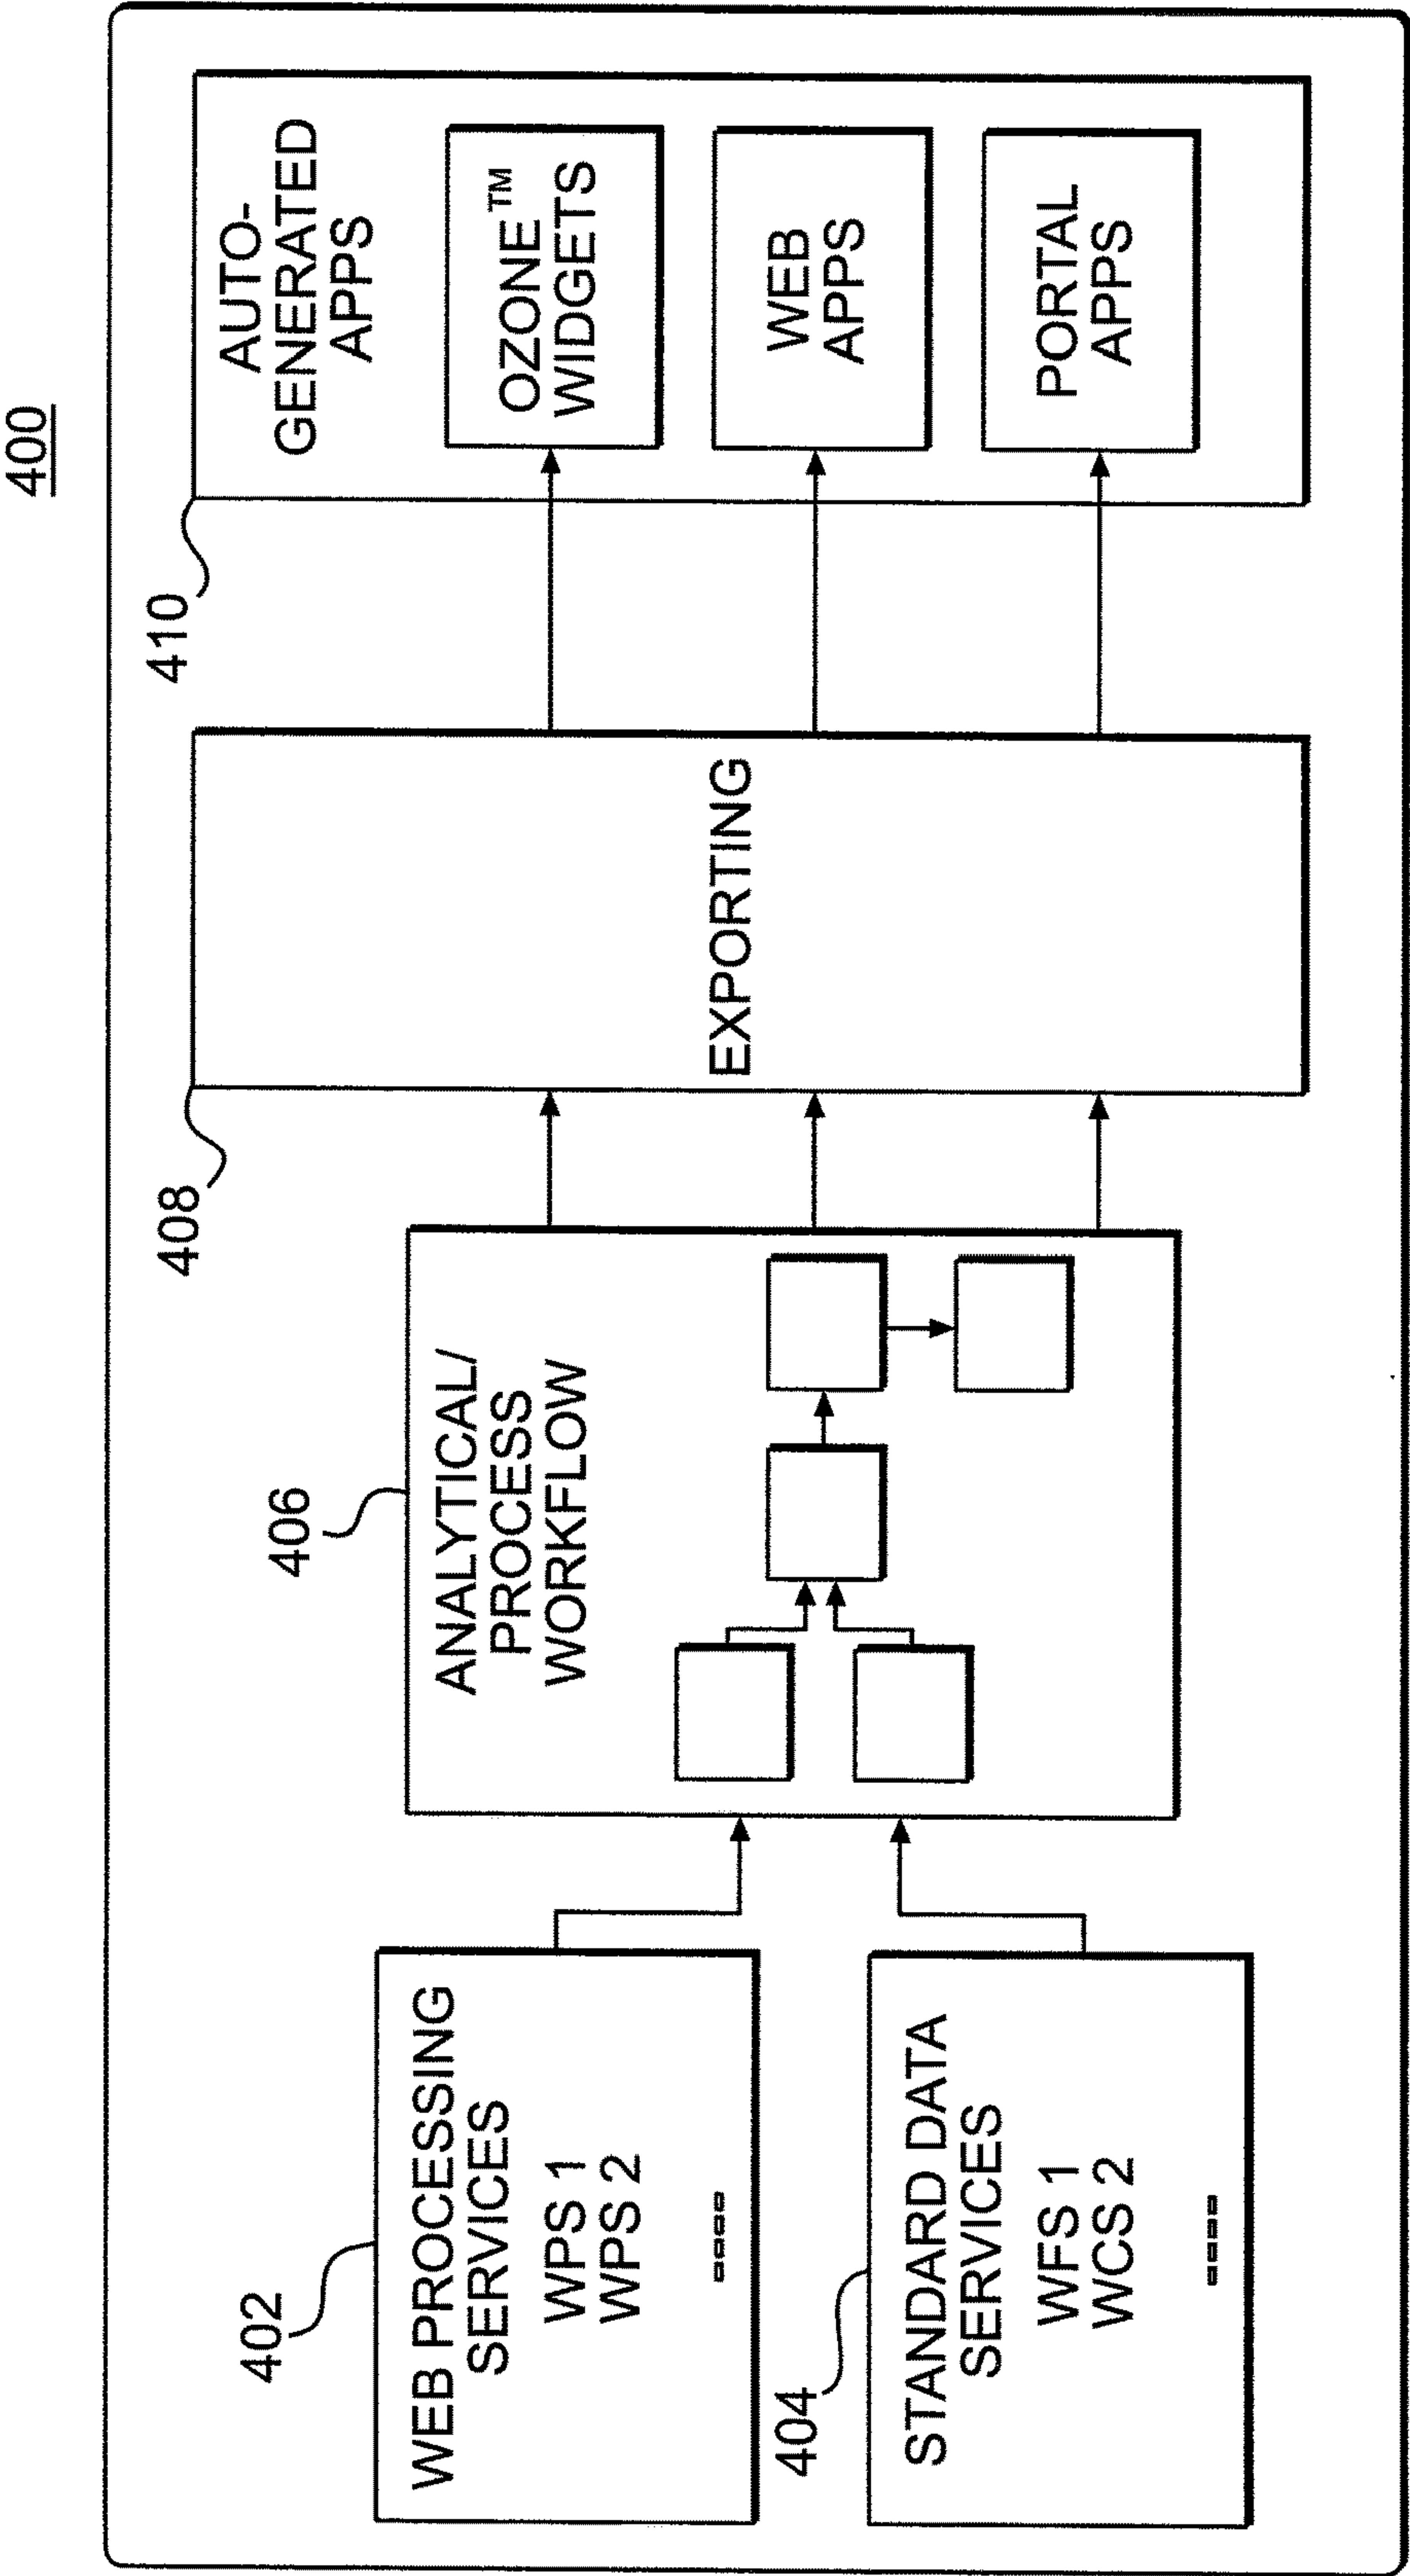 400
402
WEB PROCESSING
SERVICES
WPS 1
WPS 2
----
404
STANDARD DATA
SERVICES
WFS 1
WCS 2
----
406
ANALYTICAL/
PROCESS
WORKFLOW
408
EXPORTING
410
AUTO-
GENERATED
APPS
OZONE™
WIDGETS
WEB
APPS
PORTAL
APPS